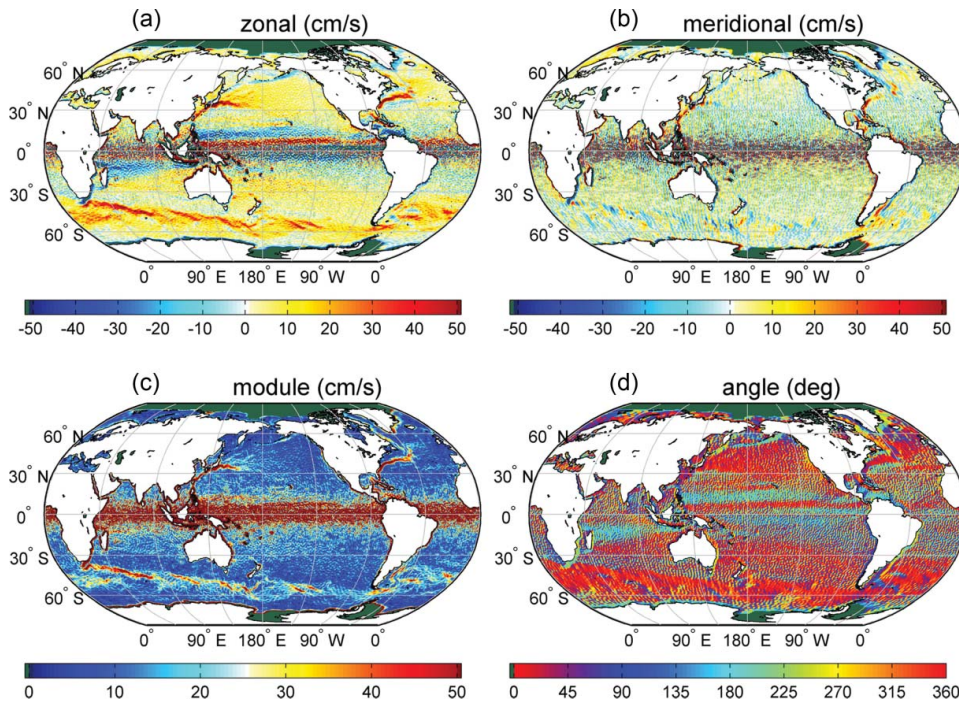 (a) zonal (cm/s)
60° N
30° N
0°
30° S
60° S
0° 90° E 180° E 90° W 0°
-50 -40 -30 -20 -10 0 10 20 30 40 50
(b) meridional (cm/s)
60° N
30° N
0°
30° S
60° S
0° 90° E 180° E 90° W 0°
-50 -40 -30 -20 -10 0 10 20 30 40 50
(c) module (cm/s)
60° N
30° N
0°
30° S
60° S
0° 90° E 180° E 90° W 0°
0 10 20 30 40 50
(d) angle (deg)
60° N
30° N
0°
30° S
60° S
0° 90° E 180° E 90° W 0°
0 45 90 135 180 225 270 315 360